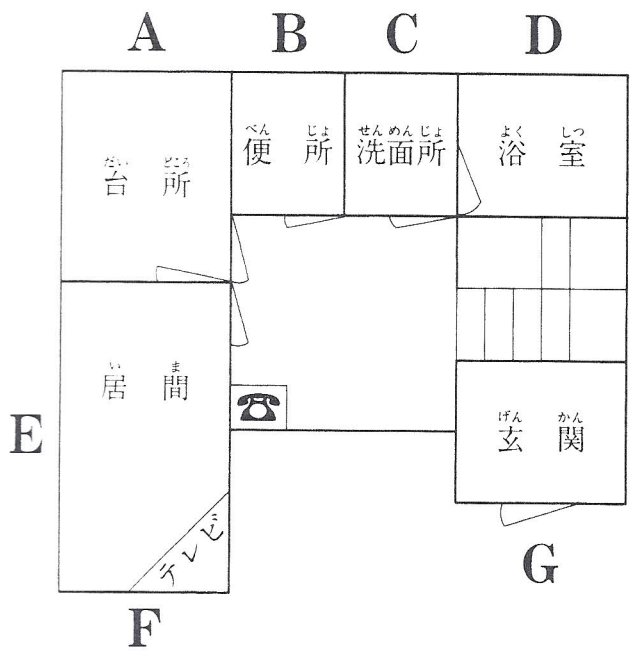 A B C D
だい どころ
台所
べん じょ
便所
せんめんじょ
洗面所
よく しつ
浴室
い ま
居間
げん かん
玄関
テレビ
E
F
G